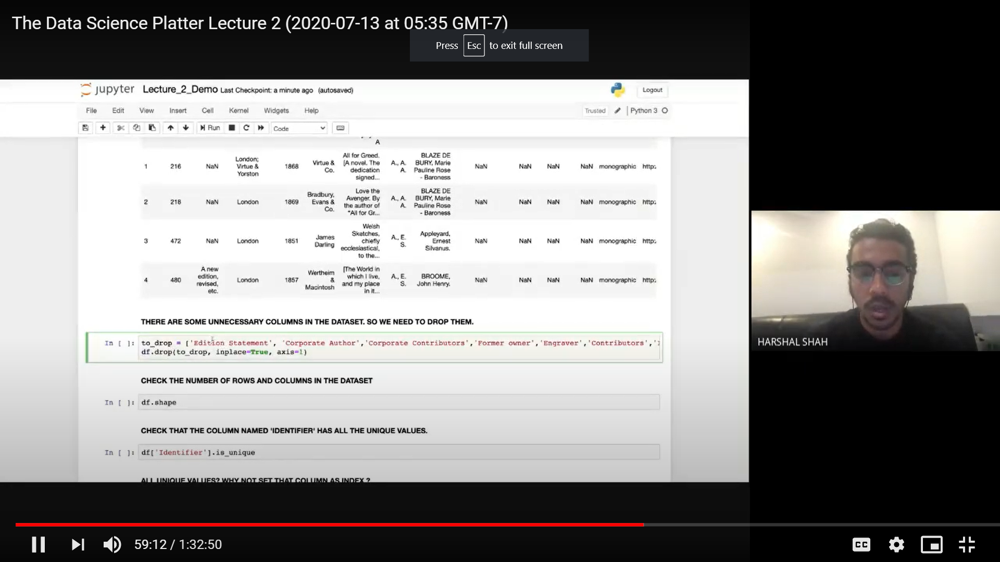 The Data Science Platter Lecture 2 (2020-07-13 at 05:35 GMT-7)
Press Esc to exit full screen
jupyter Lecture_2_Demo Last Checkpoint: a minute ago (autosaved)
Logout
File Edit View Insert Cell Kernel Widgets Help
Trusted Python 3
Run Code
A
1 216 NaN London; Virtue & Yorston 1868 Virtue & Co. All for Greed. [A novel. The dedication signed... A., A. A. BLAZE DE BURY, Marie Pauline Rose - Baroness NaN NaN NaN NaN monographic http:
2 218 NaN London 1869 Bradbury, Evans & Co. Love the Avenger. By the author of "All for Gr... A., A. A. BLAZE DE BURY, Marie Pauline Rose - Baroness NaN NaN NaN NaN monographic http:
3 472 NaN London 1851 James Darling Welsh Sketches, chiefly ecclesiastical, to the... A., E. S. Appleyard, Ernest Silvanus. NaN NaN NaN NaN monographic http:
4 480 A new edition, revised, etc. London 1857 Wertheim & Macintosh [The World in which I live, and my place in it... A., E. S. BROOME, John Henry. NaN NaN NaN NaN monographic http:
THERE ARE SOME UNNECESSARY COLUMNS IN THE DATASET. SO WE NEED TO DROP THEM.
In [ ]: to_drop = ['Edition Statement', 'Corporate Author','Corporate Contributors','Former owner','Engraver','Contributors','
df.drop(to_drop, inplace=True, axis=1)
CHECK THE NUMBER OF ROWS AND COLUMNS IN THE DATASET
In [ ]: df.shape
CHECK THAT THE COLUMN NAMED 'IDENTIFIER' HAS ALL THE UNIQUE VALUES.
In [ ]: df['Identifier'].is_unique
ALL UNIQUE VALUES? WHY NOT SET THAT COLUMN AS INDEX ?
HARSHAL SHAH
59:12 / 1:32:50
CC